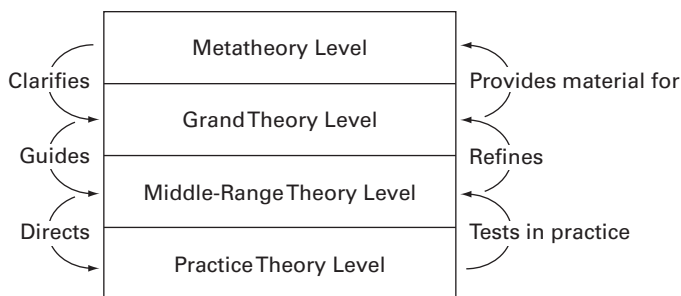 Metatheory Level
Clarifies
Provides material for
Grand Theory Level
Guides
Refines
Middle-Range Theory Level
Directs
Tests in practice
Practice Theory Level